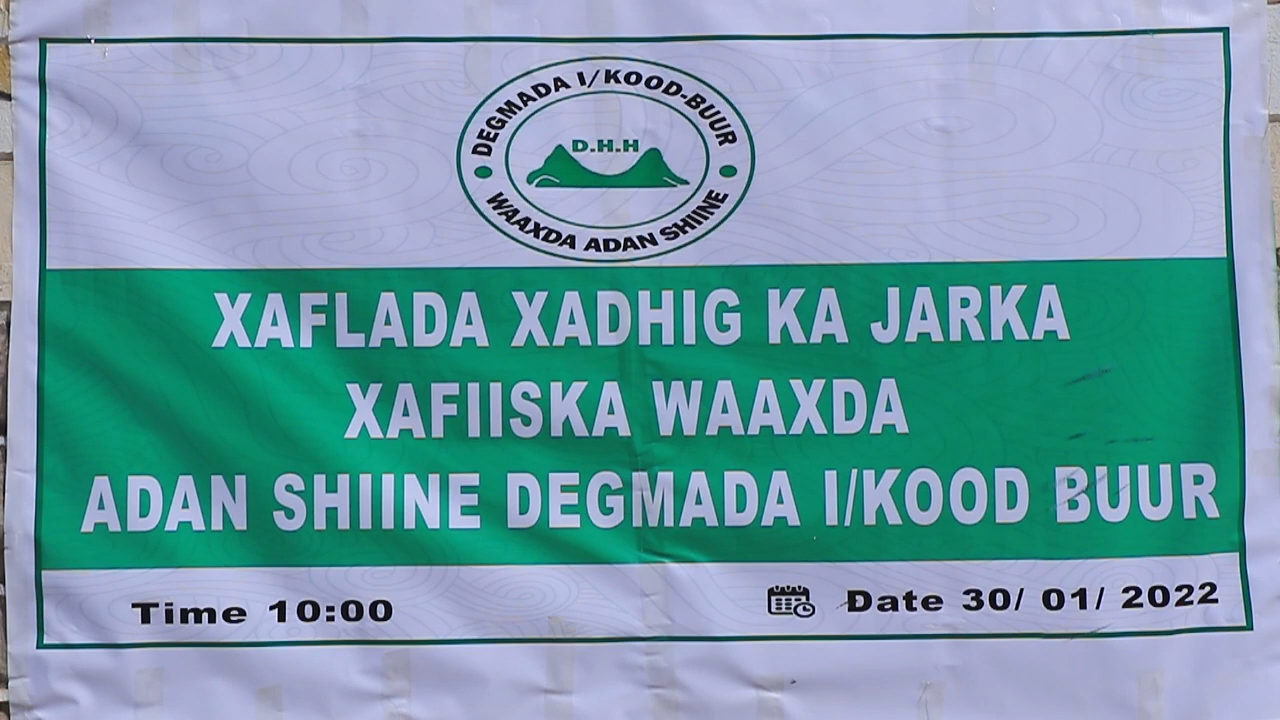 DEGMADA I/KOOD-BUUR
D.H.H
WAAXDA ADAN SHIINE
XAFLADA XADHIG KA JARKA
XAFIISKA WAAXDA
ADAN SHIINE DEGMADA I/KOOD BUUR
Time 10:00
Date 30/ 01/ 2022